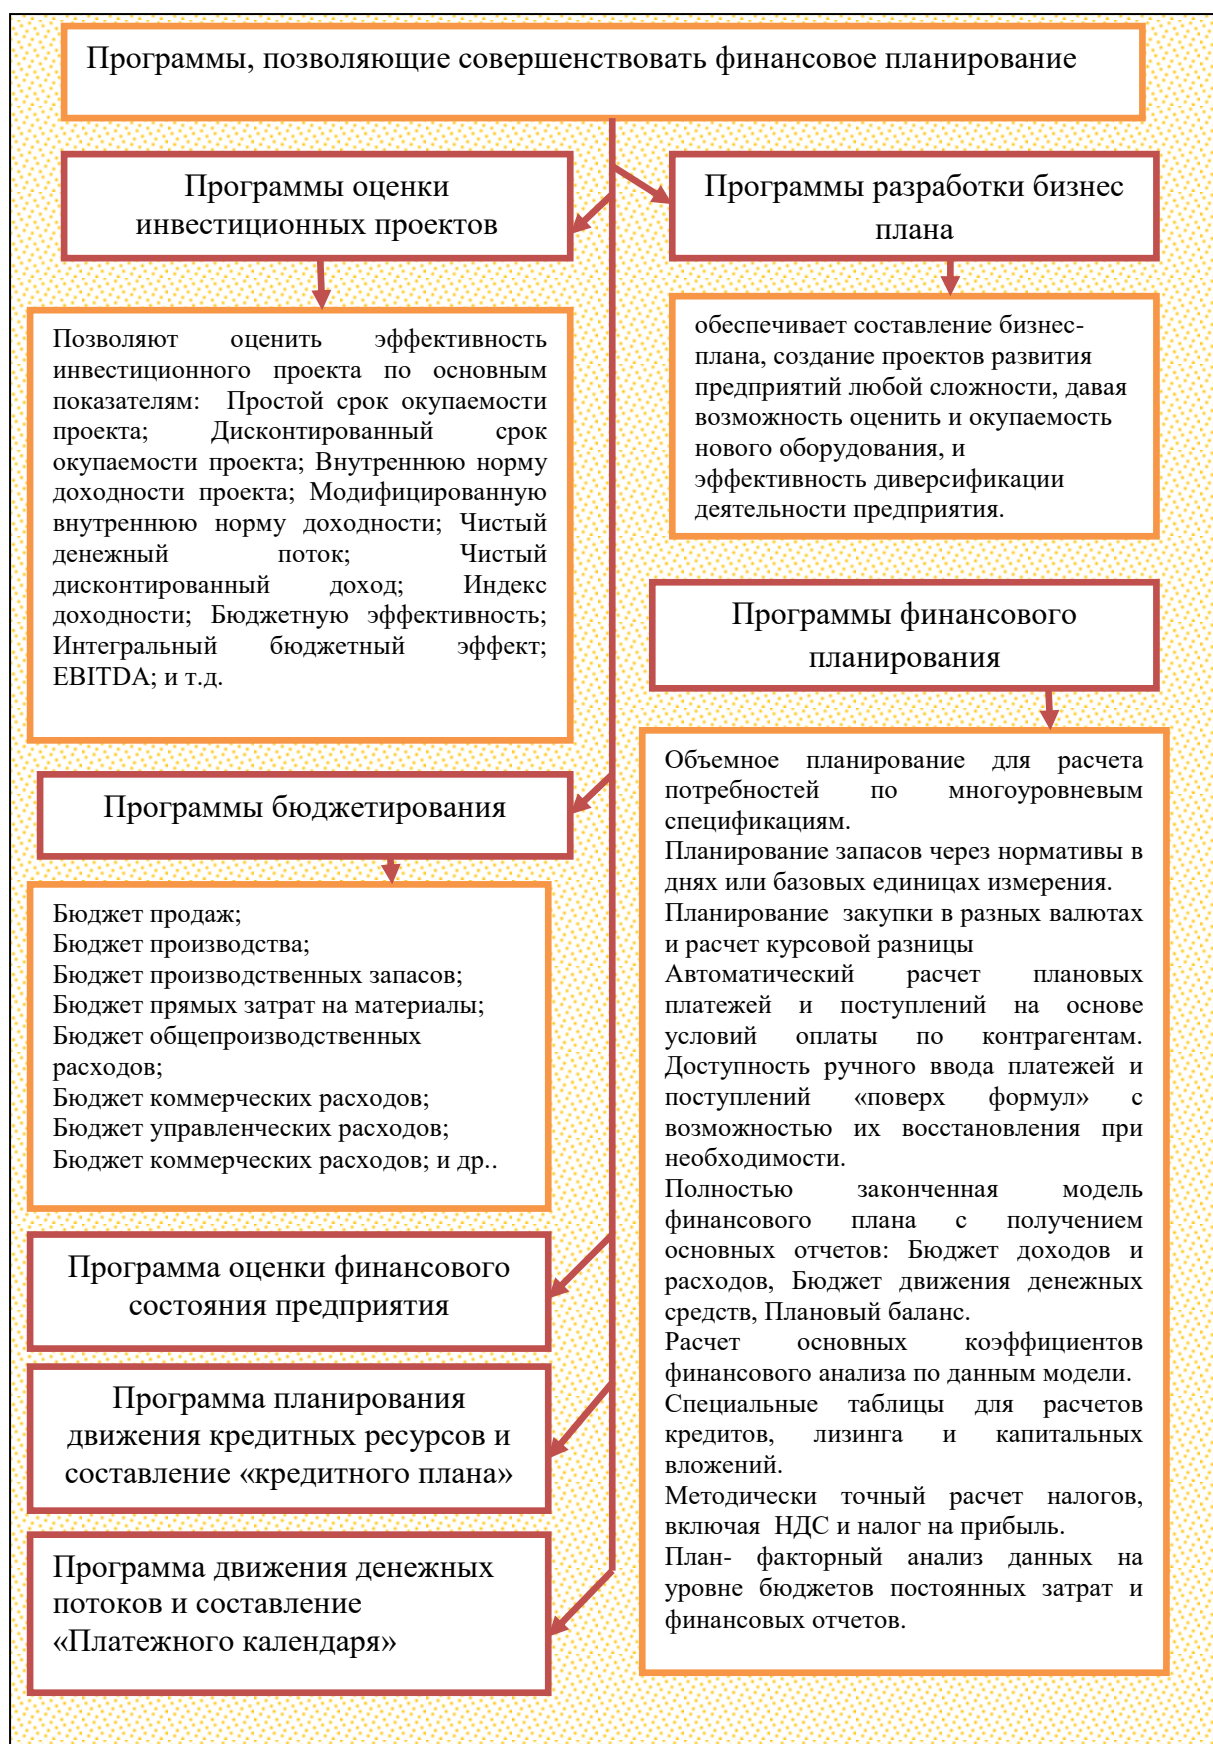 Программы, позволяющие совершенствовать финансовое планирование
Программы оценки
инвестиционных проектов
Программы разработки бизнес
плана
Позволяют оценить эффективность
инвестиционного проекта по основным
показателям: Простой срок окупаемости
проекта; Дисконтированный срок
окупаемости проекта; Внутреннюю норму
доходности проекта; Модифицированную
внутреннюю норму доходности; Чистый
денежный поток; Чистый
дисконтированный доход; Индекс
доходности; Бюджетную эффективность;
Интегральный бюджетный эффект;
EBITDA; и т.д.
обеспечивает составление бизнес-
плана, создание проектов развития
предприятий любой сложности, давая
возможность оценить и окупаемость
нового оборудования, и
эффективность диверсификации
деятельности предприятия.
Программы финансового
планирования
Программы бюджетирования
Бюджет продаж;
Бюджет производства;
Бюджет производственных запасов;
Бюджет прямых затрат на материалы;
Бюджет общепроизводственных
расходов;
Бюджет коммерческих расходов;
Бюджет управленческих расходов;
Бюджет коммерческих расходов; и др..
Объемное планирование для расчета
потребностей по многоуровневым
спецификациям.
Планирование запасов через нормативы в
днях или базовых единицах измерения.
Планирование закупки в разных валютах
и расчет курсовой разницы
Автоматический расчет плановых
платежей и поступлений на основе
условий оплаты по контрагентам.
Доступность ручного ввода платежей и
поступлений «поверх формул» с
возможностью их восстановления при
необходимости.
Полностью законченная модель
финансового плана с получением
основных отчетов: Бюджет доходов и
расходов, Бюджет движения денежных
средств, Плановый баланс.
Расчет основных коэффициентов
финансового анализа по данным модели.
Специальные таблицы для расчетов
кредитов, лизинга и капитальных
вложений.
Методически точный расчет налогов,
включая НДС и налог на прибыль.
План- факторный анализ данных на
уровне бюджетов постоянных затрат и
финансовых отчетов.
Программа оценки финансового
состояния предприятия
Программа планирования
движения кредитных ресурсов и
составление «кредитного плана»
Программа движения денежных
потоков и составление
«Платежного календаря»